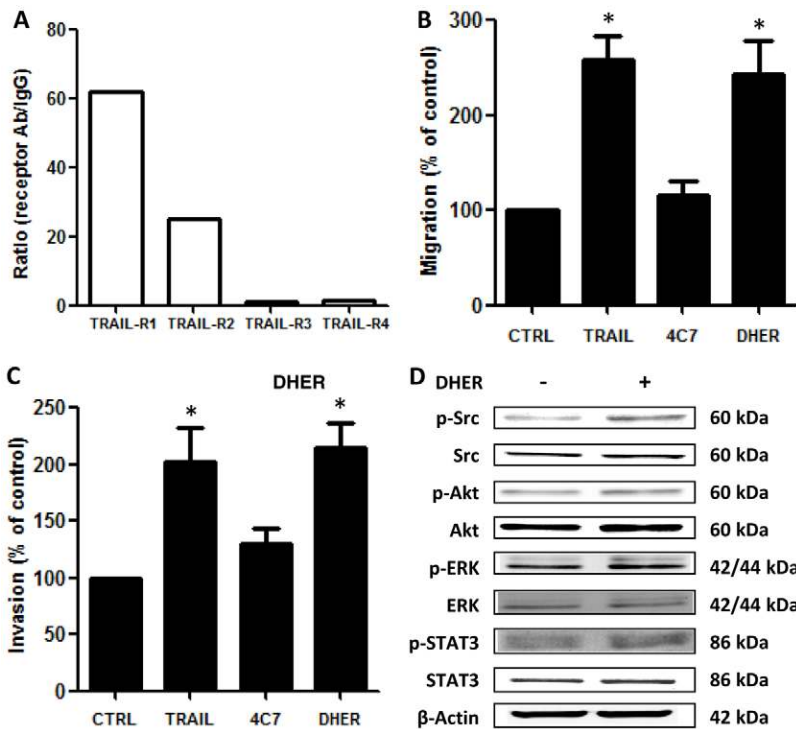 A
Ratio (receptor Ab/IgG)
80
60
40
20
0
TRAIL-R1 TRAIL-R2 TRAIL-R3 TRAIL-R4
B
Migration (% of control)
300
250
200
150
100
50
0
* *
CTRL TRAIL 4C7 DHER
C
DHER
Invasion (% of control)
250
200
150
100
50
0
* *
CTRL TRAIL 4C7 DHER
D
DHER - +
p-Src 60 kDa
Src 60 kDa
p-Akt 60 kDa
Akt 60 kDa
p-ERK 42/44 kDa
ERK 42/44 kDa
p-STAT3 86 kDa
STAT3 86 kDa
β-Actin 42 kDa